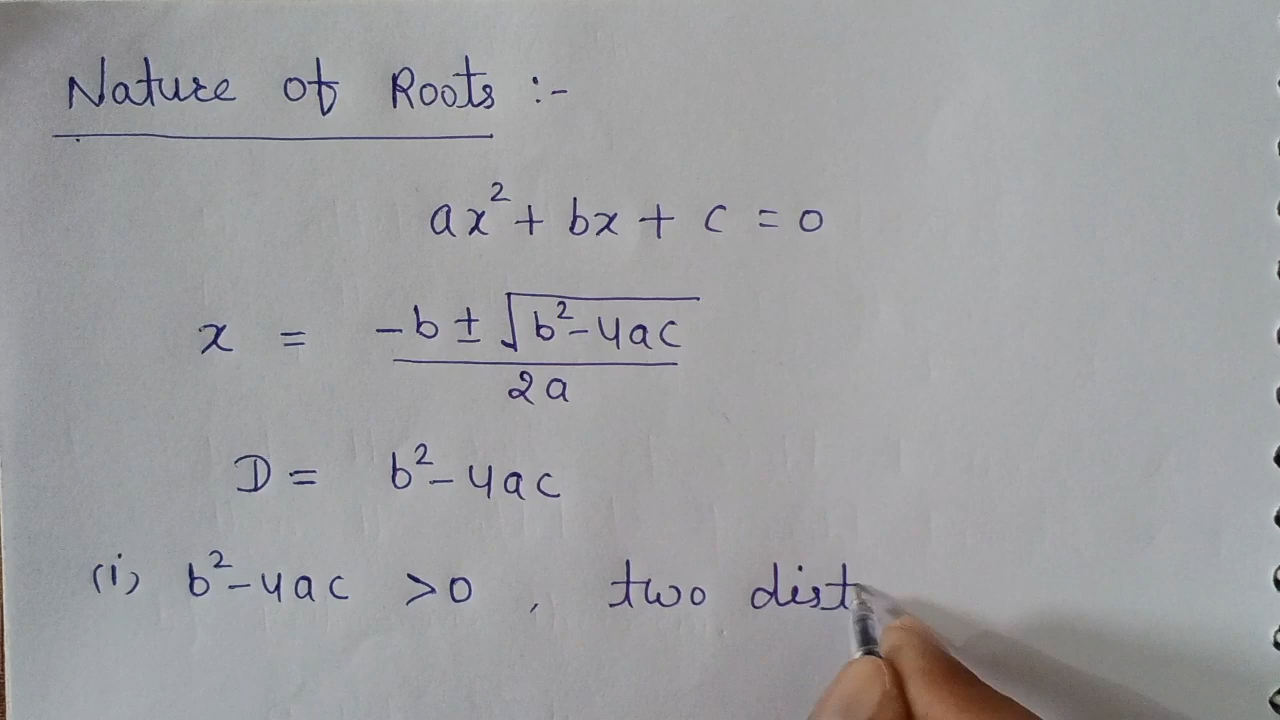 Nature of Roots :-
ax² + bx + c = 0
x = -b ± √b²-4ac
2a
D = b²-4ac
(i) b²-4ac >0 , two dist